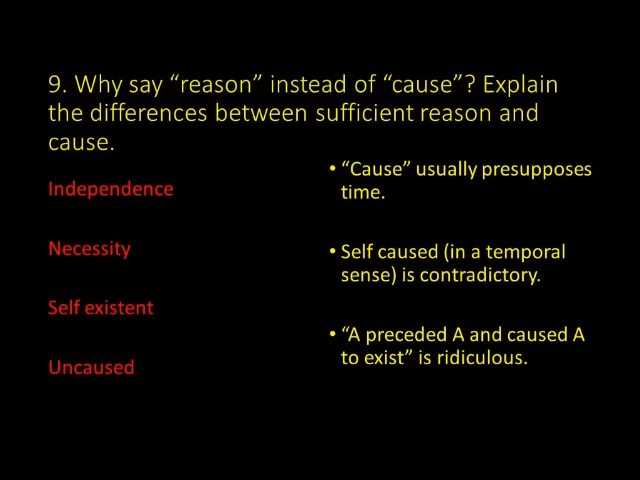 9. Why say “reason” instead of “cause”? Explain
the differences between sufficient reason and
cause.
Independence
Necessity
Self existent
Uncaused
• “Cause” usually presupposes
time.
• Self caused (in a temporal
sense) is contradictory.
• “A preceded A and caused A
to exist” is ridiculous.